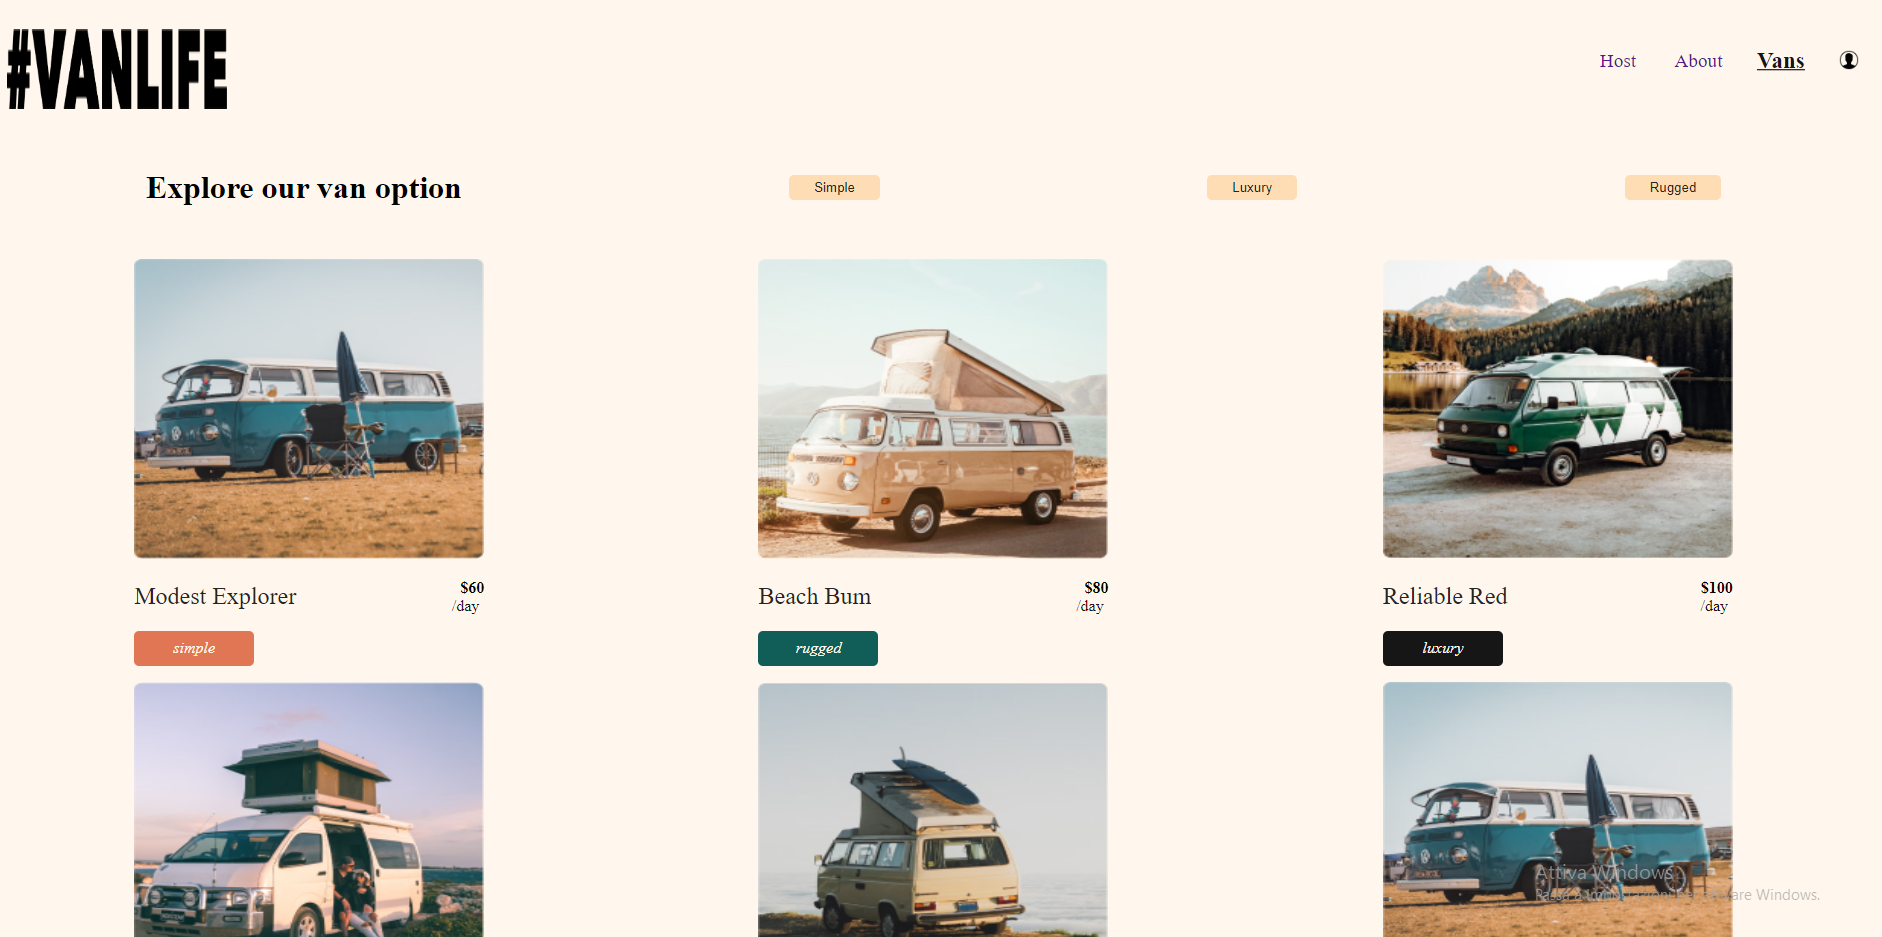 #VANLIFE
Host About Vans
Explore our van option
Simple Luxury Rugged
Modest Explorer $60 /day
simple
Beach Bum $80 /day
rugged
Reliable Red $100 /day
luxury
Attiva Windows
are Windows.